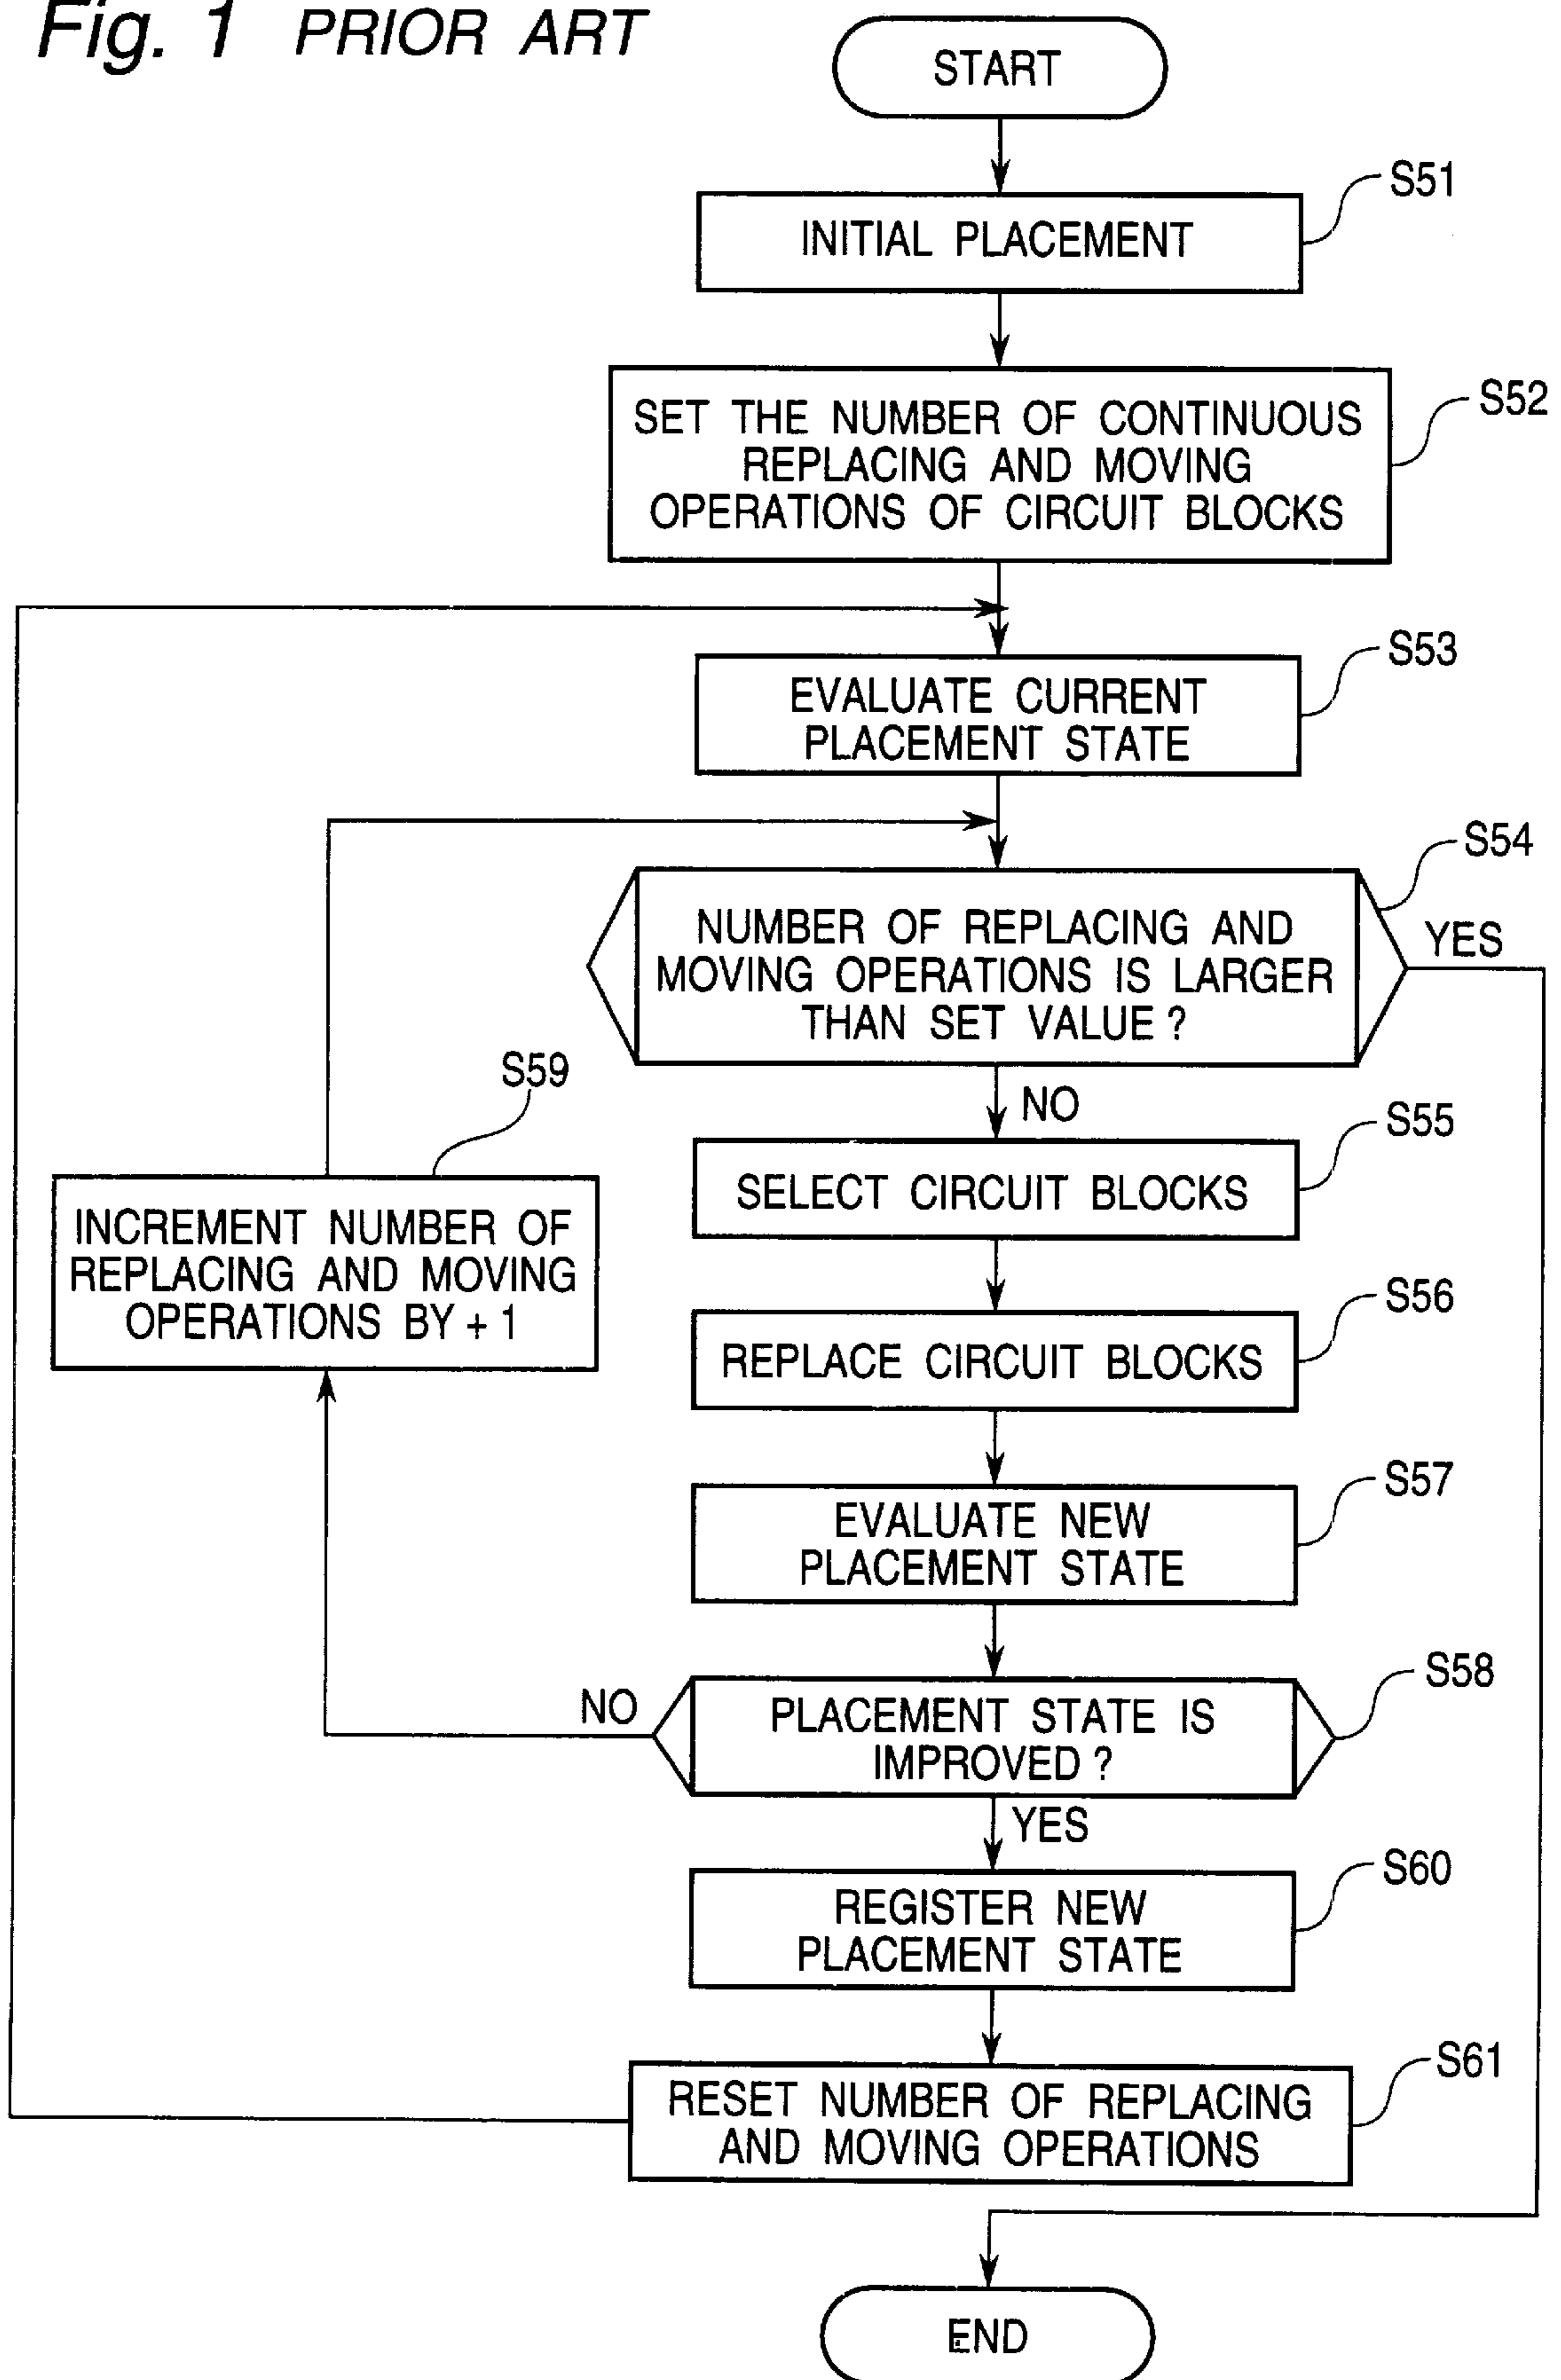 Fig. 1 PRIOR ART
START
S51
INITIAL PLACEMENT
S52
SET THE NUMBER OF CONTINUOUS
REPLACING AND MOVING
OPERATIONS OF CIRCUIT BLOCKS
S53
EVALUATE CURRENT
PLACEMENT STATE
S54
NUMBER OF REPLACING AND
MOVING OPERATIONS IS LARGER
THAN SET VALUE ?
YES
NO
S59
INCREMENT NUMBER OF
REPLACING AND MOVING
OPERATIONS BY + 1
S55
SELECT CIRCUIT BLOCKS
S56
REPLACE CIRCUIT BLOCKS
S57
EVALUATE NEW
PLACEMENT STATE
S58
PLACEMENT STATE IS
IMPROVED ?
NO
YES
S60
REGISTER NEW
PLACEMENT STATE
S61
RESET NUMBER OF REPLACING
AND MOVING OPERATIONS
END